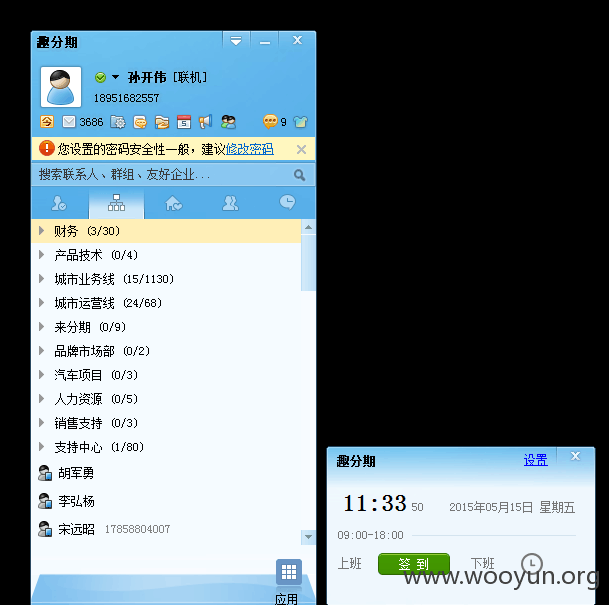 趣分期
孙开伟 [联机]
18951682557
3686 5 9
您设置的密码安全性一般，建议修改密码
搜索联系人、群组、友好企业...
财务 (3/30)
产品技术 (0/4)
城市业务线 (15/1130)
城市运营线 (24/68)
来分期 (0/9)
品牌市场部 (0/2)
汽车项目 (0/3)
人力资源 (0/5)
销售支持 (0/3)
支持中心 (1/80)
胡军勇
李弘杨
宋远昭 17858804007
应用
趣分期 设置
11:33 50 2015年05月15日 星期五
09:00-18:00
上班 签到 下班
www.wooyun.org